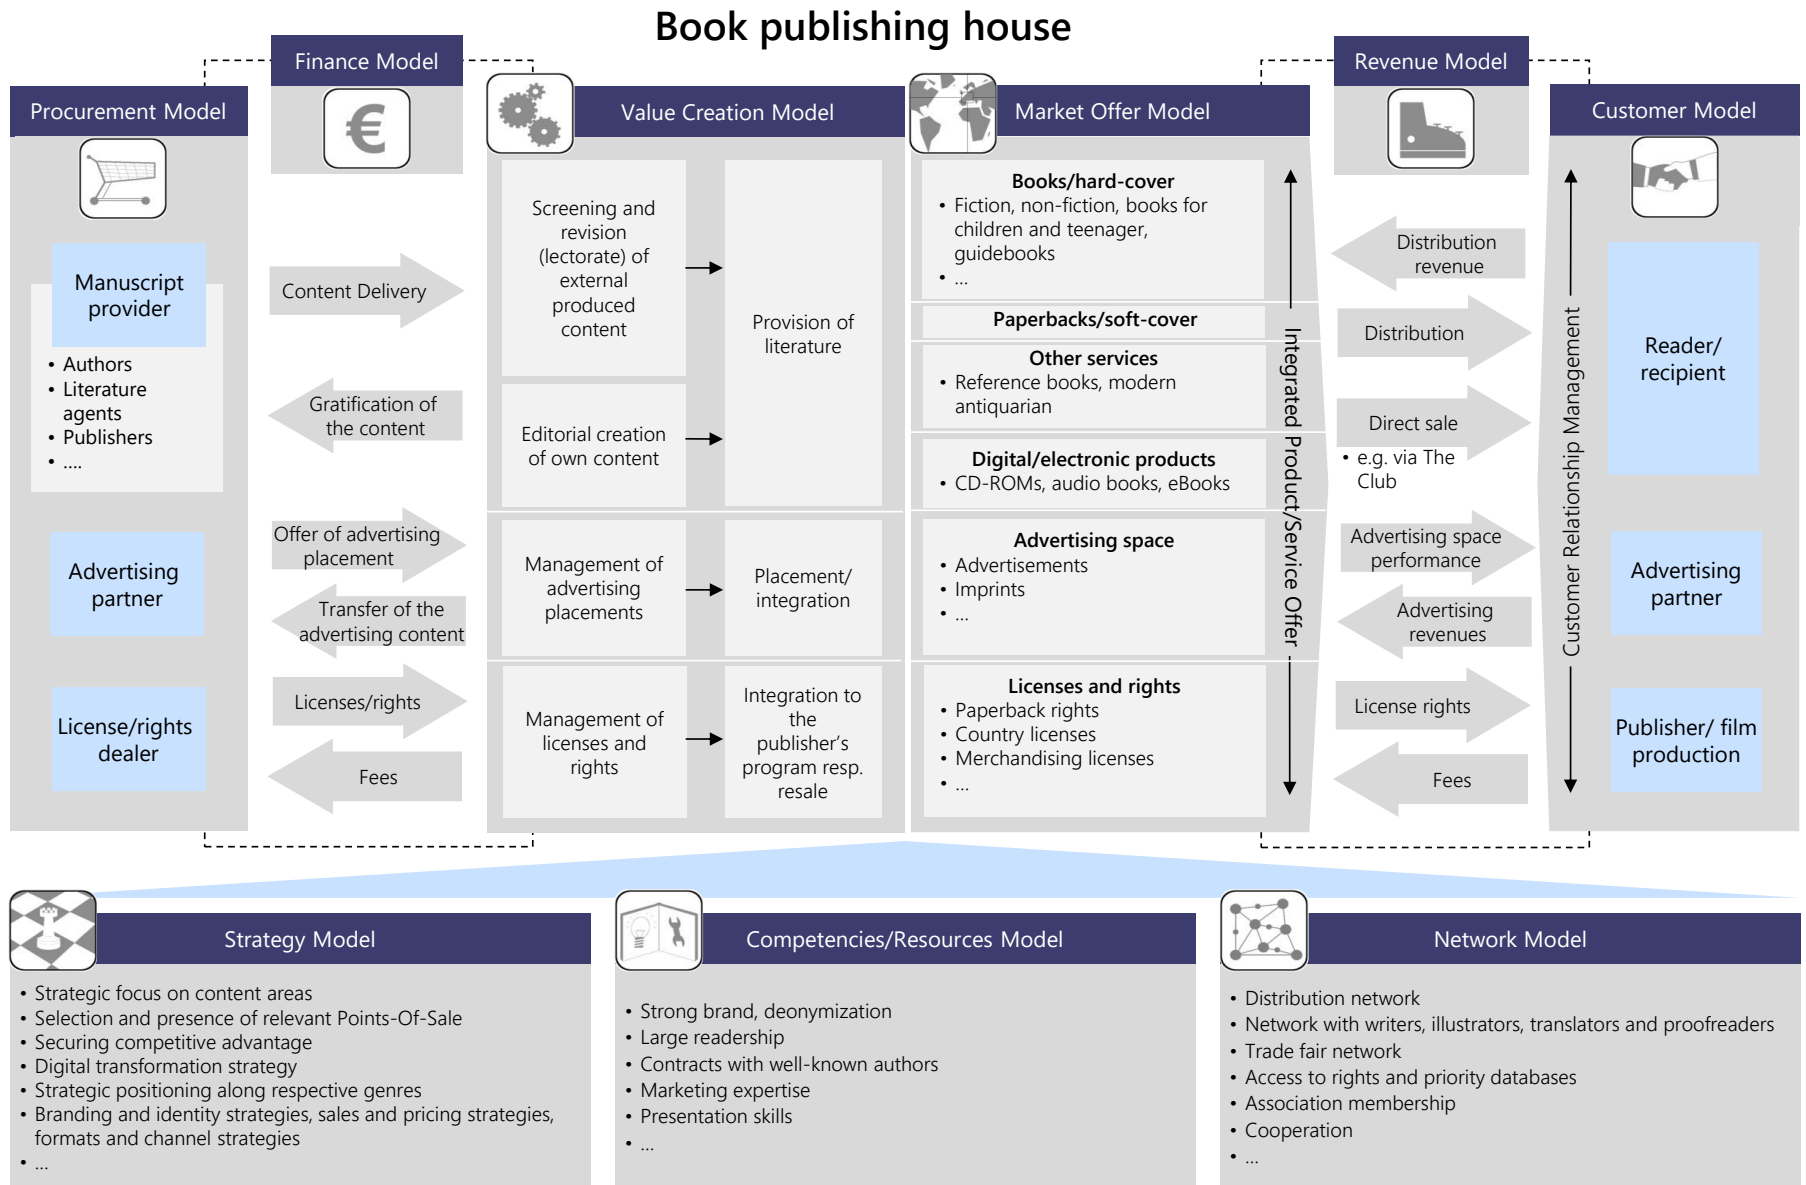 Book publishing house
Finance Model
Revenue Model
Procurement Model
Value Creation Model
Market Offer Model
Customer Model
€
Manuscript
provider
• Authors
• Literature
agents
• Publishers
• ....
Advertising
partner
License/rights
dealer
Content Delivery
Gratification of
the content
Offer of advertising
placement
Transfer of the
advertising content
Licenses/rights
Fees
Screening and
revision
(lectorate) of
external
produced
content
Editorial creation
of own content
Provision of
literature
Management of
advertising
placements
Placement/
integration
Management of
licenses and
rights
Integration to
the
publisher's
program resp.
resale
Books/hard-cover
• Fiction, non-fiction, books for
children and teenager,
guidebooks
• ...
Paperbacks/soft-cover
Other services
• Reference books, modern
antiquarian
Digital/electronic products
• CD-ROMs, audio books, eBooks
Advertising space
• Advertisements
• Imprints
• ...
Licenses and rights
• Paperback rights
• Country licenses
• Merchandising licenses
• ...
Integrated Product/Service Offer
Distribution
revenue
Distribution
Direct sale
• e.g. via The
Club
Advertising space
performance
Advertising
revenues
License rights
Fees
Customer Relationship Management
Reader/
recipient
Advertising
partner
Publisher/ film
production
Strategy Model
• Strategic focus on content areas
• Selection and presence of relevant Points-Of-Sale
• Securing competitive advantage
• Digital transformation strategy
• Strategic positioning along respective genres
• Branding and identity strategies, sales and pricing strategies,
formats and channel strategies
• ...
Competencies/Resources Model
• Strong brand, deonymization
• Large readership
• Contracts with well-known authors
• Marketing expertise
• Presentation skills
• ...
Network Model
• Distribution network
• Network with writers, illustrators, translators and proofreaders
• Trade fair network
• Access to rights and priority databases
• Association membership
• Cooperation
• ...